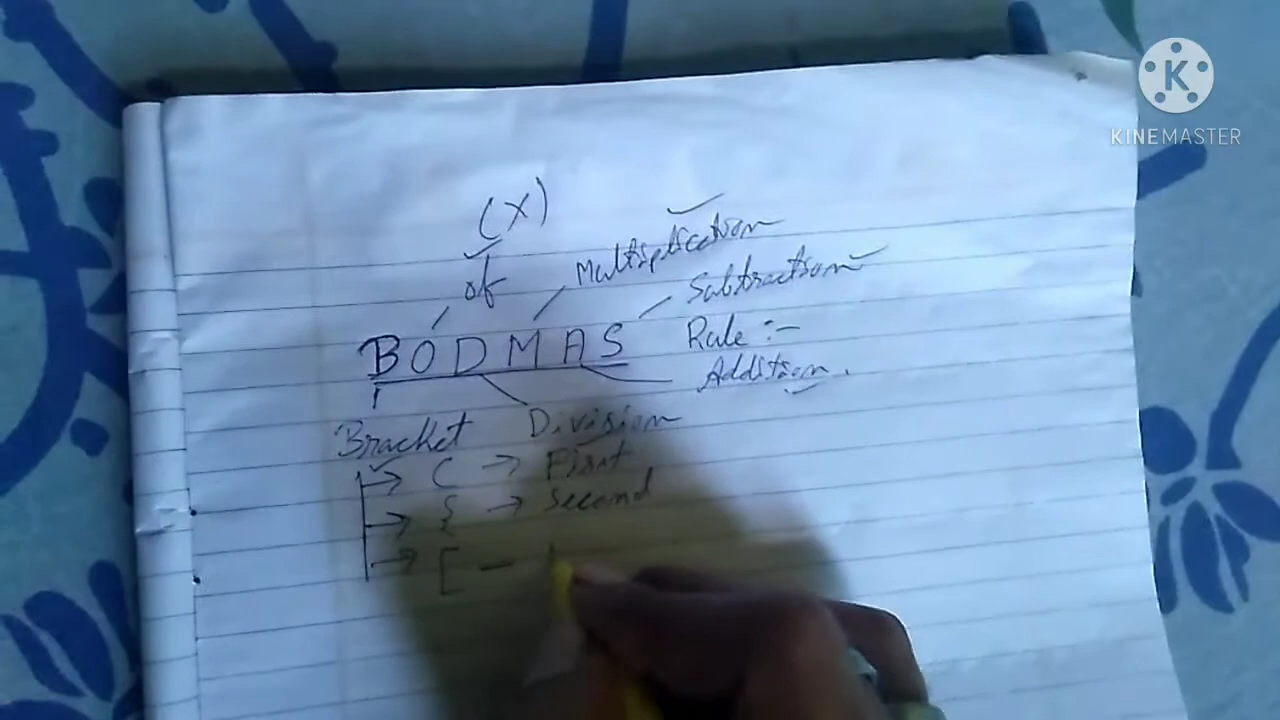 (X)
of Multiplication
Subtraction
BODMAS Rule :-
Addition.
Bracket Division
→ ( → First
→ { → Second
→ [ -
KINEMASTER